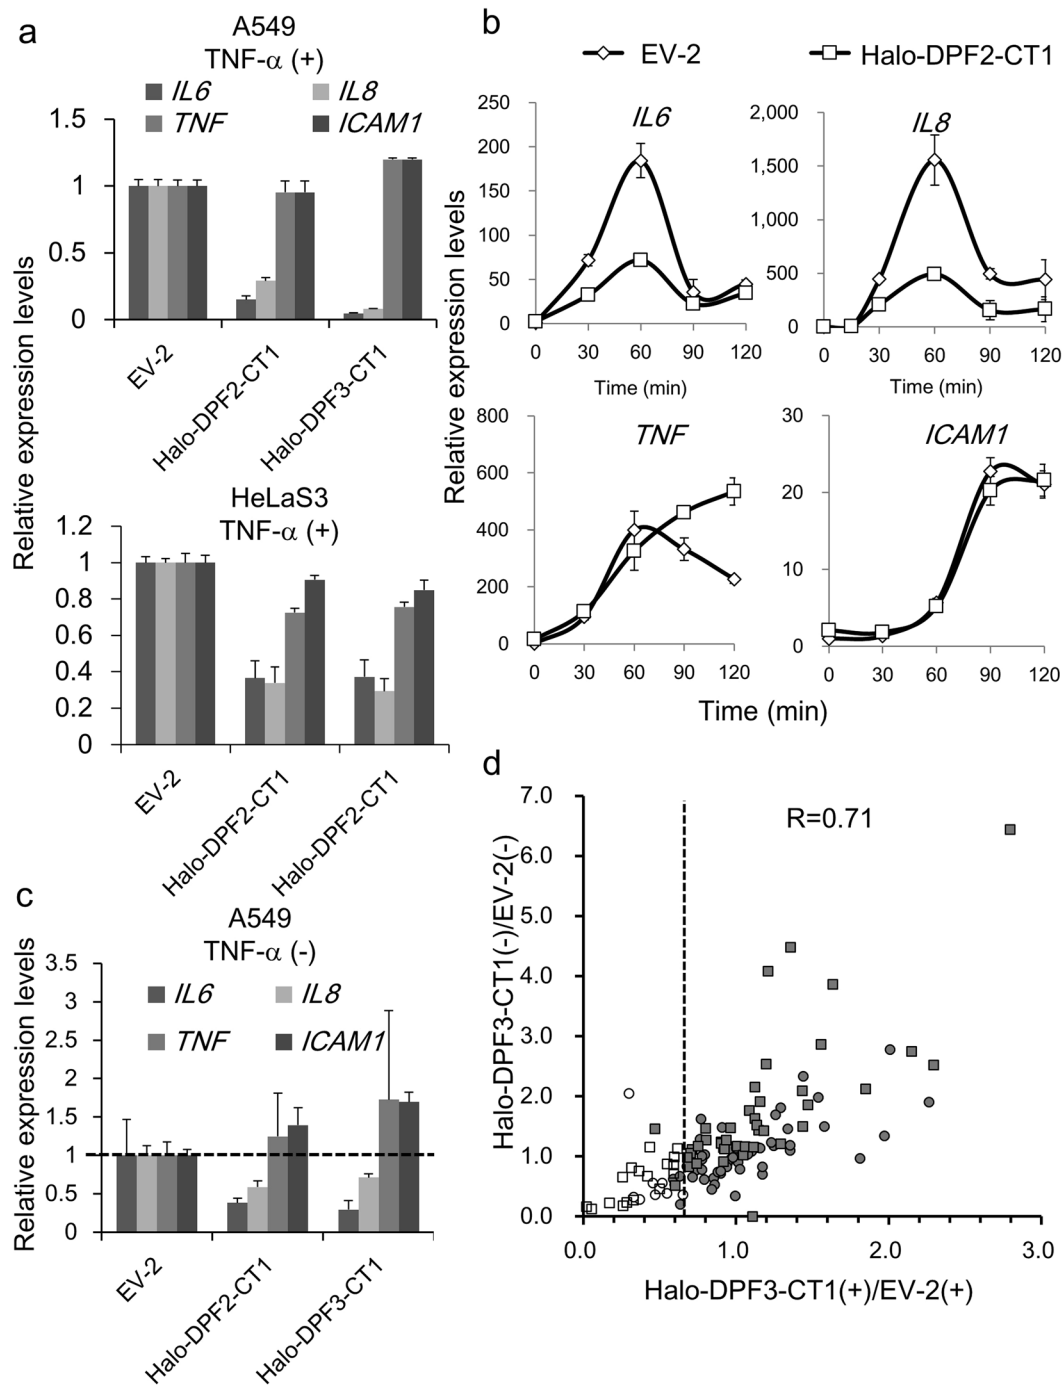 a
A549
TNF-α (+)
IL6
IL8
TNF
ICAM1
1.5
1
0.5
0
EV-2
Halo-DPF2-CT1
Halo-DPF3-CT1
Relative expression levels
HeLaS3
TNF-α (+)
1.2
1
0.8
0.6
0.4
0.2
0
EV-2
Halo-DPF2-CT1
Halo-DPF2-CT1
b
EV-2
Halo-DPF2-CT1
Relative expression levels
IL6
250
200
150
100
50
0
0 30 60 90 120
Time (min)
IL8
2,000
1,500
1,000
500
0
0 30 60 90 120
Time (min)
TNF
800
600
400
200
0
0 30 60 90 120
ICAM1
30
20
10
0
0 30 60 90 120
Time (min)
c
A549
TNF-α (-)
IL6
IL8
TNF
ICAM1
Relative expression levels
3.5
3
2.5
2
1.5
1
0.5
0
EV-2
Halo-DPF2-CT1
Halo-DPF3-CT1
d
R=0.71
Halo-DPF3-CT1(-)/EV-2(-)
7.0
6.0
5.0
4.0
3.0
2.0
1.0
0.0
0.0 1.0 2.0 3.0
Halo-DPF3-CT1(+)/EV-2(+)